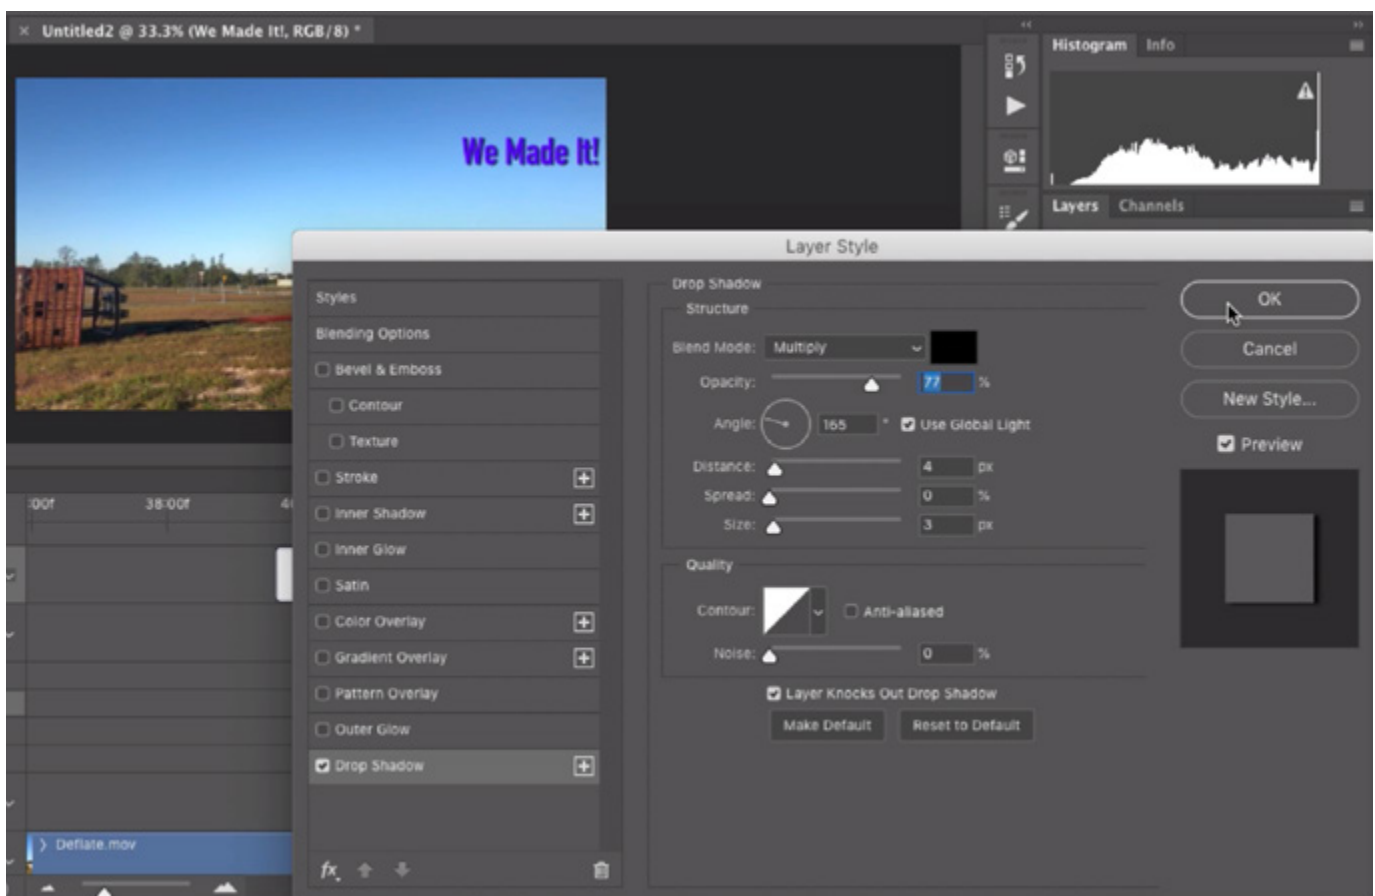 × Untitled2 @ 33.3% (We Made It!, RGB/8) *
Histogram Info
We Made It!
Layers Channels
Layer Style
Styles
Blending Options
Bevel & Emboss
Contour
Texture
Stroke
Inner Shadow
Inner Glow
Satin
Color Overlay
Gradient Overlay
Pattern Overlay
Outer Glow
Drop Shadow
fx
Drop Shadow
Structure
Blend Mode: Multiply
Opacity: 77 %
Angle: 165 ° Use Global Light
Distance: 4 px
Spread: 0 %
Size: 3 px
Quality
Contour: Anti-aliased
Noise: 0 %
Layer Knocks Out Drop Shadow
Make Default Reset to Default
OK
Cancel
New Style...
Preview
:00f 38:00f
Deflate.mov